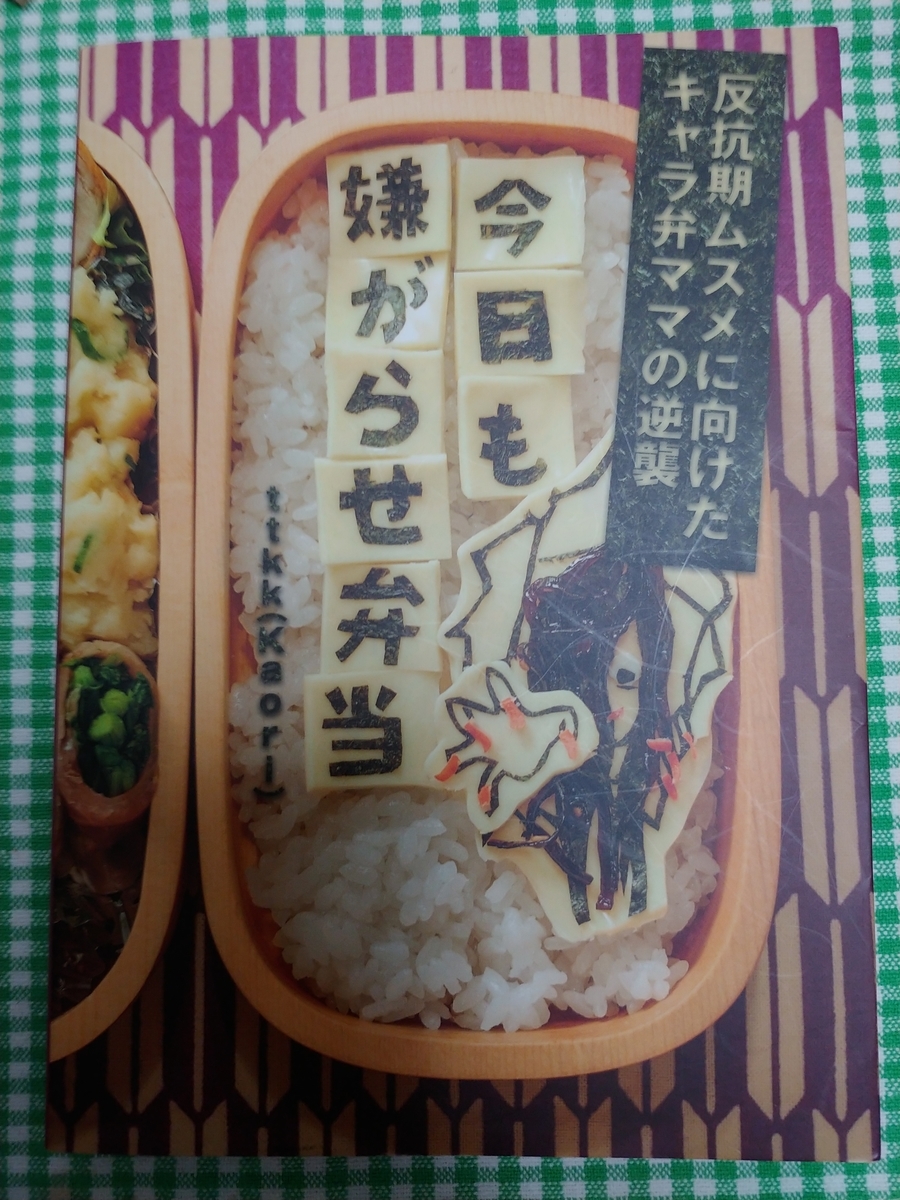 反抗期ムスメに向けた
キャラ弁ママの逆襲
今日も
嫌がらせ弁当
ttkk(Kaori)